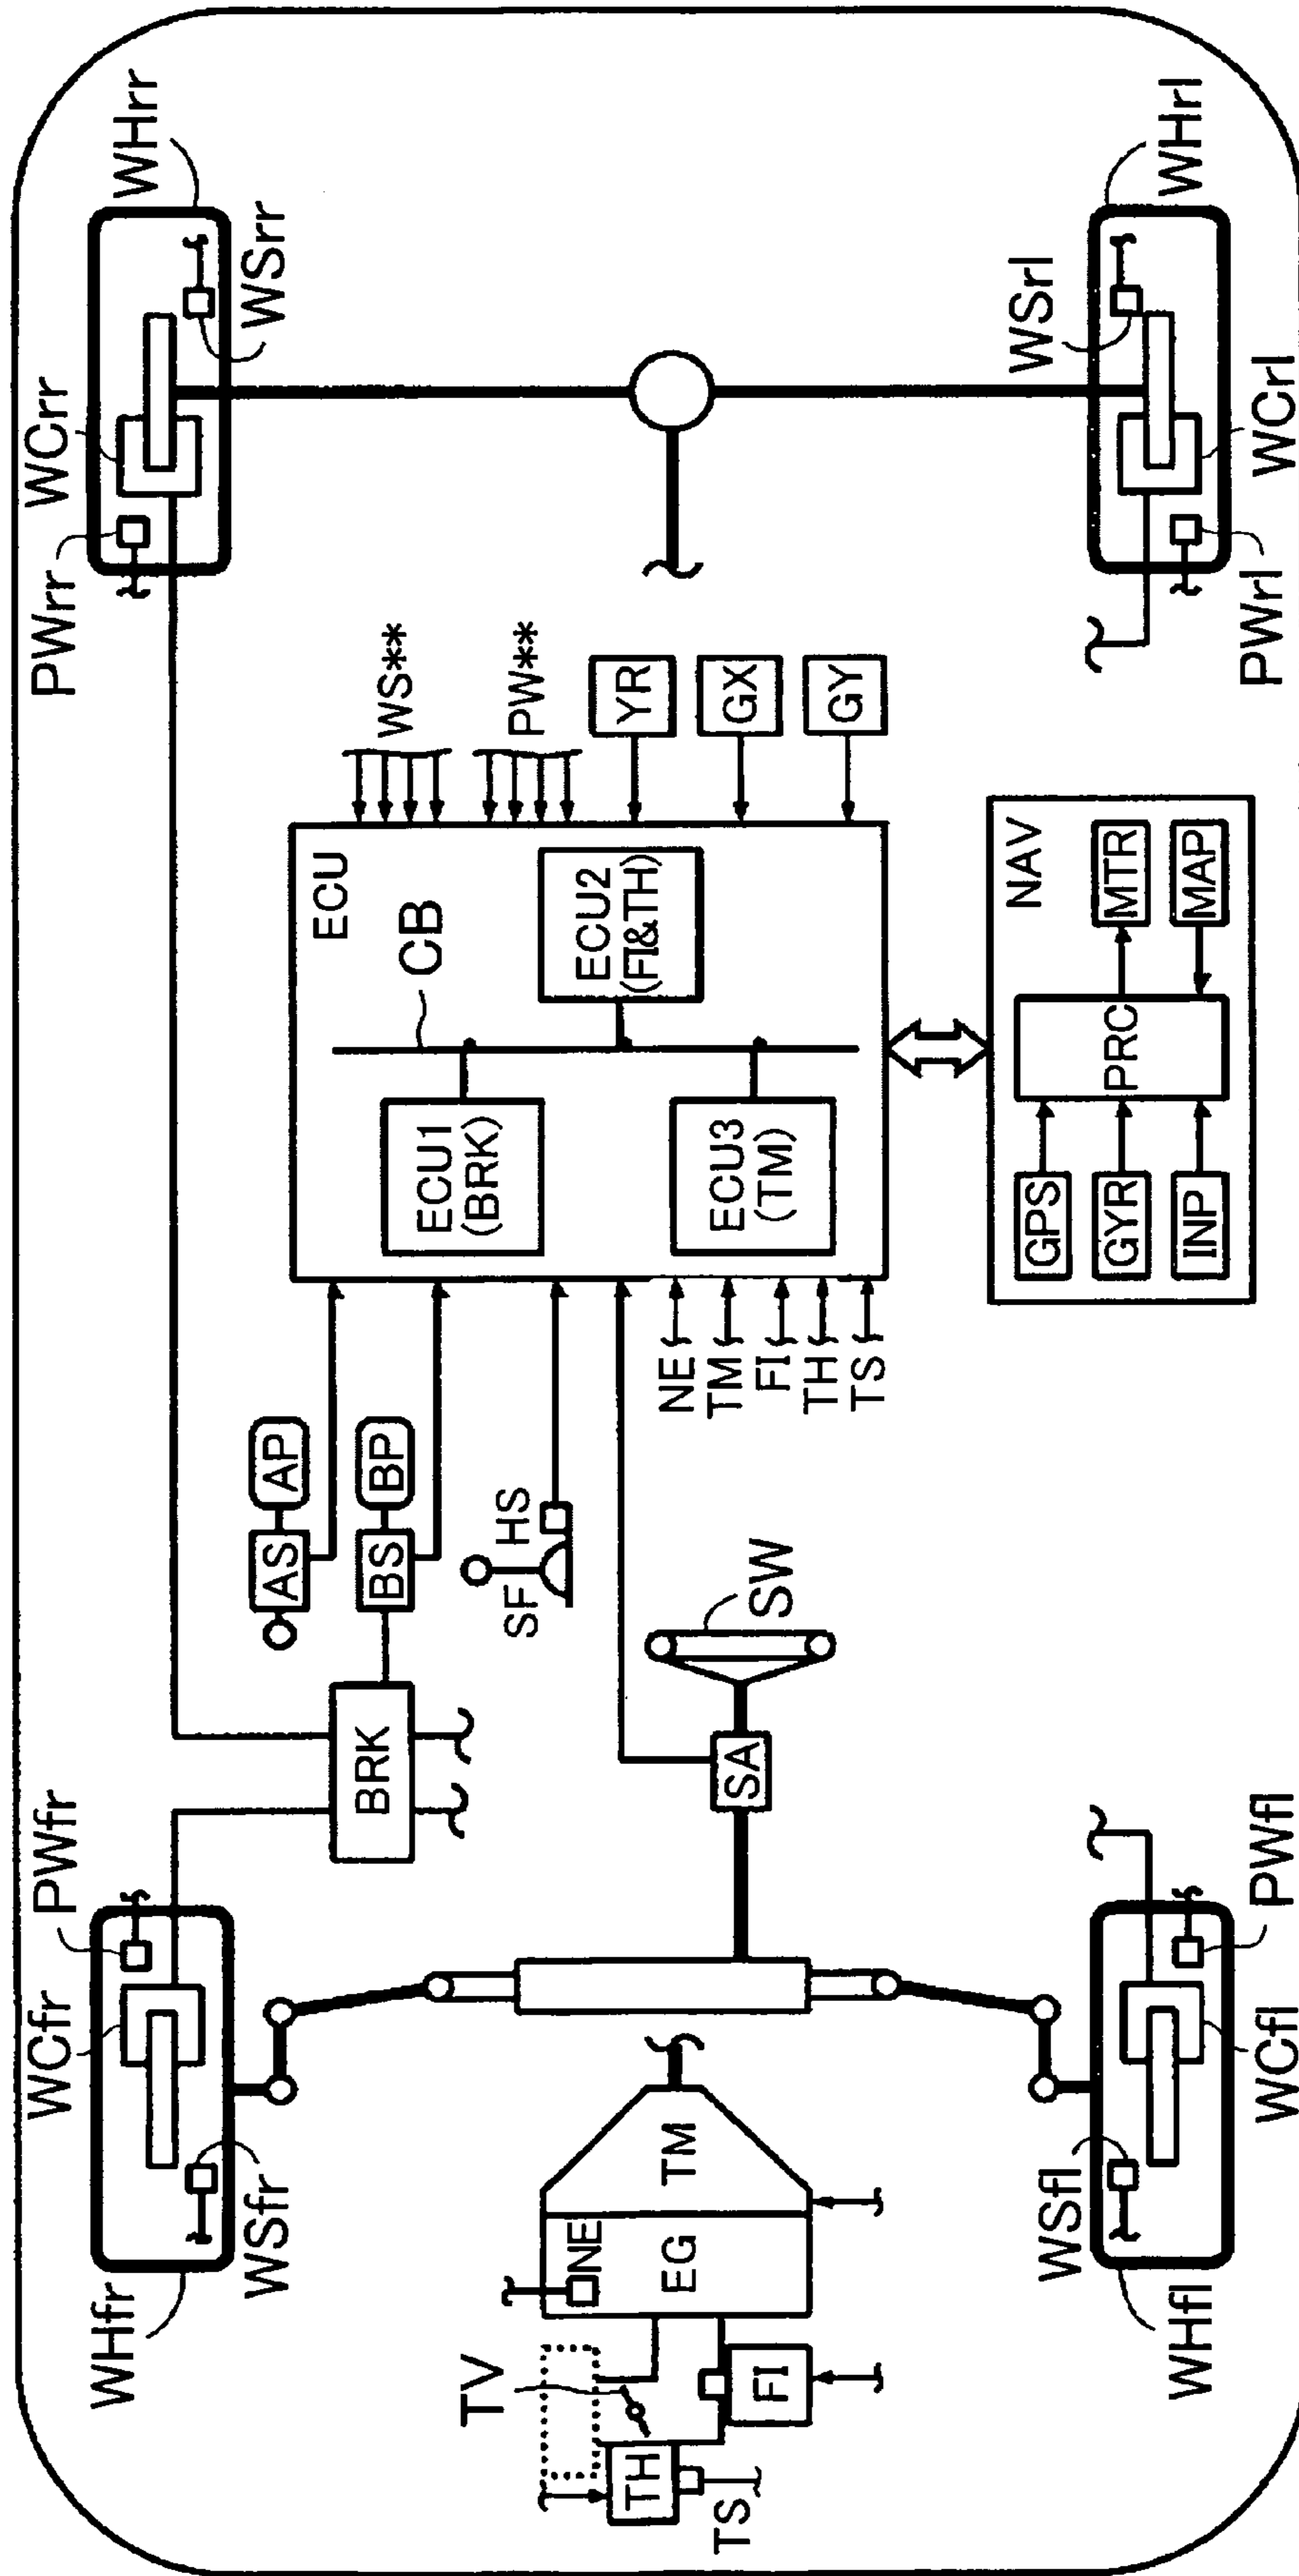 WHfr
WSfr
WCfr
PWfr
PWrr
WCrr
WHrr
WSrr
TV
TH
TS
FI
NE
EG
TM
BRK
AS
AP
BS
BP
SF
HS
SA
SW
NE
TM
FI
TH
TS
ECU
CB
ECU1
(BRK)
ECU2
(FI&TH)
ECU3
(TM)
WS**
PW**
YR
GX
GY
NAV
GPS
GYR
INP
PRC
MTR
MAP
WHfl
WSfl
WCfl
PWfl
PWrl
WCrl
WSrl
WHrl